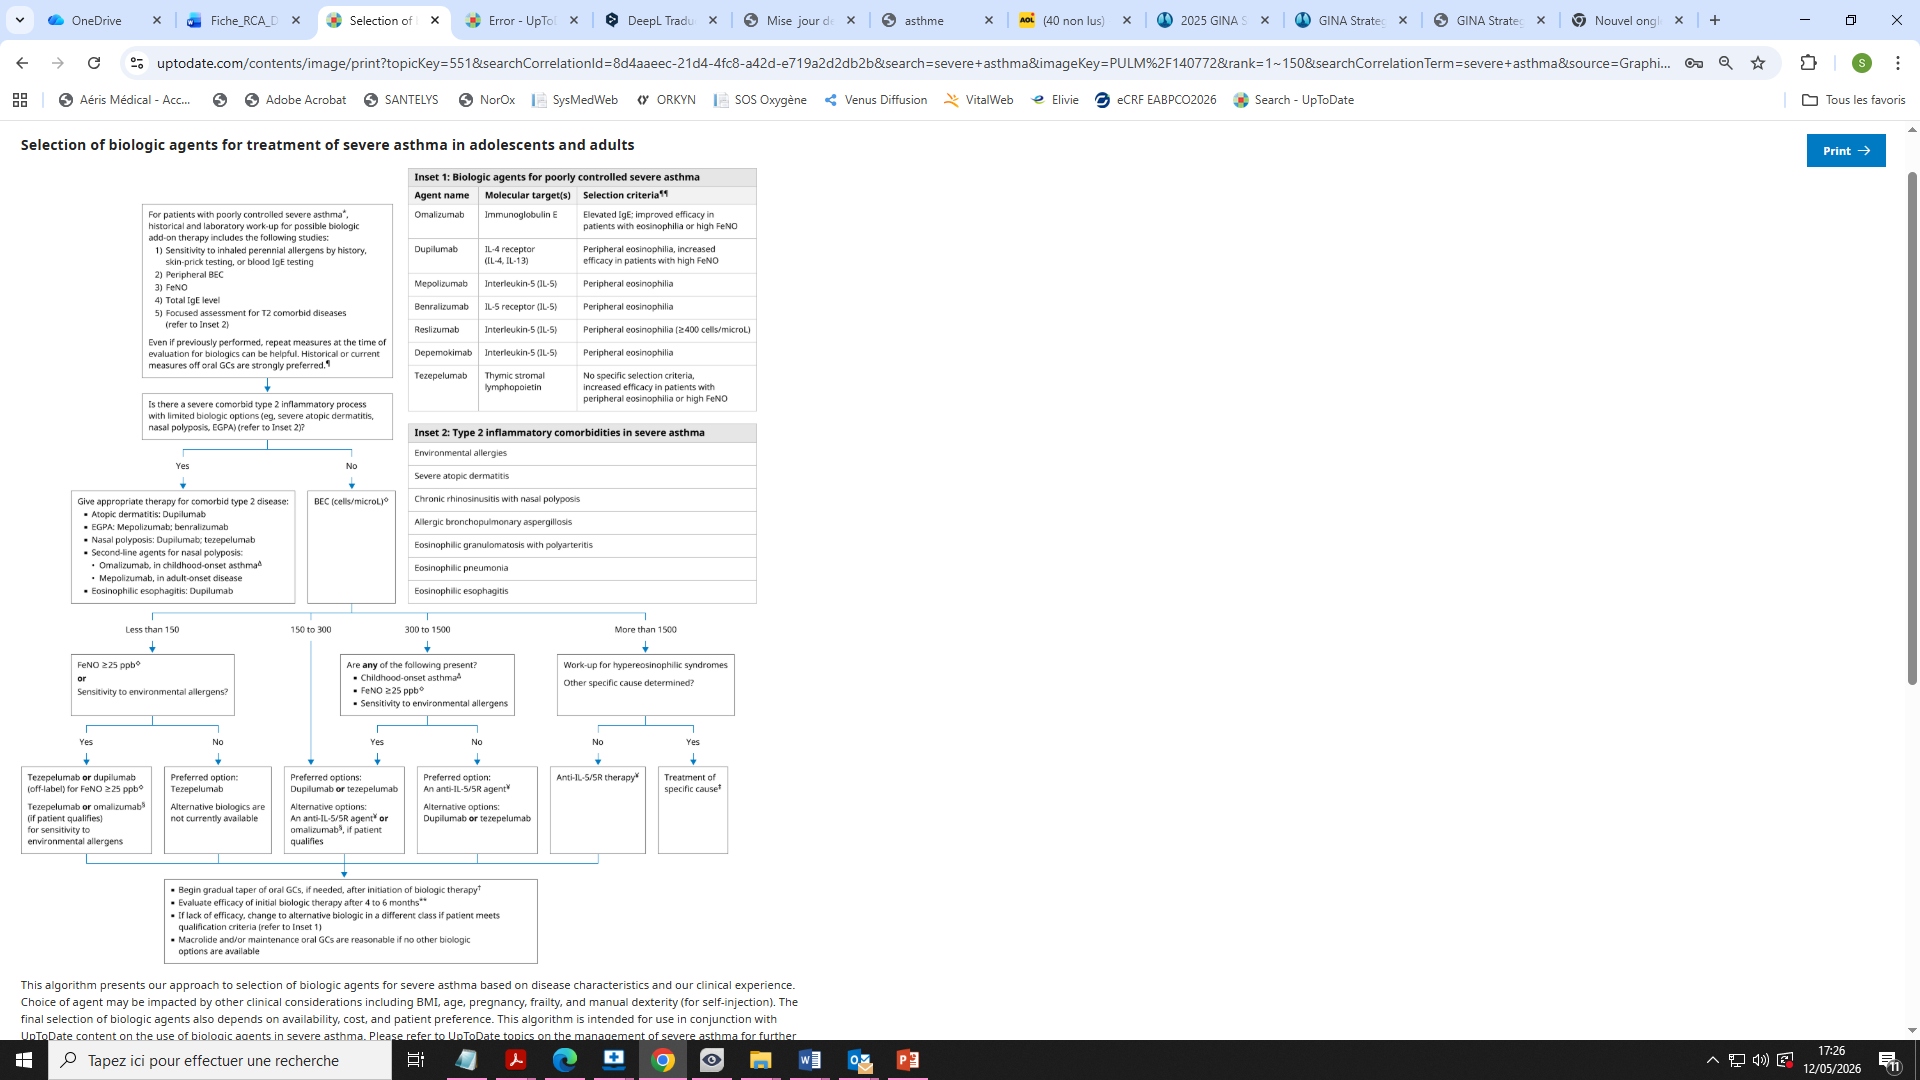 OneDrive
Fiche_RCA_D
Selection of
Error - UpTo
DeepL Tradu
Mise jour de
asthme
(40 non lus)
2025 GINA S
GINA Strate
GINA Strate
Nouvel ongl
uptodate.com/contents/image/print?topicKey=551&searchCorrelationId=8d4aaeec-21d4-4fc8-a42d-e719a2d2db2b&search=severe+asthma&imageKey=PULM%2F140772&rank=1~150&searchCorrelationTerm=severe+asthma&source=Graphi...
S
Aéris Médical - Acc...
Adobe Acrobat
SANTELYS
NorOx
SysMedWeb
ORKYN
SOS Oxygène
Venus Diffusion
VitalWeb
Elivie
eCRF EABPCO2026
Search - UpToDate
Tous les favoris
Selection of biologic agents for treatment of severe asthma in adolescents and adults
Print
For patients with poorly controlled severe asthma*,
historical and laboratory work-up for possible biologic
add-on therapy includes the following studies:
1) Sensitivity to inhaled perennial allergens by history,
skin-prick testing, or blood IgE testing
2) Peripheral BEC
3) FeNO
4) Total IgE level
5) Focused assessment for T2 comorbid diseases
(refer to Inset 2)
Even if previously performed, repeat measures at the time of
evaluation for biologics can be helpful. Historical or current
measures off oral GCs are strongly preferred.¶
Inset 1: Biologic agents for poorly controlled severe asthma
Agent name Molecular target(s) Selection criteria¶¶
Omalizumab Immunoglobulin E Elevated IgE; improved efficacy in
patients with eosinophilia or high FeNO
Dupilumab IL-4 receptor Peripheral eosinophilia, increased
(IL-4, IL-13) efficacy in patients with high FeNO
Mepolizumab Interleukin-5 (IL-5) Peripheral eosinophilia
Benralizumab IL-5 receptor (IL-5) Peripheral eosinophilia
Reslizumab Interleukin-5 (IL-5) Peripheral eosinophilia (≥400 cells/microL)
Depemokimab Interleukin-5 (IL-5) Peripheral eosinophilia
Tezepelumab Thymic stromal No specific selection criteria,
lymphopoietin increased efficacy in patients with
peripheral eosinophilia or high FeNO
Is there a severe comorbid type 2 inflammatory process
with limited biologic options (eg, severe atopic dermatitis,
nasal polyposis, EGPA) (refer to Inset 2)?
Inset 2: Type 2 inflammatory comorbidities in severe asthma
Environmental allergies
Severe atopic dermatitis
Chronic rhinosinusitis with nasal polyposis
Allergic bronchopulmonary aspergillosis
Eosinophilic granulomatosis with polyarteritis
Eosinophilic pneumonia
Eosinophilic esophagitis
Yes
No
Give appropriate therapy for comorbid type 2 disease:
▪ Atopic dermatitis: Dupilumab
▪ EGPA: Mepolizumab; benralizumab
▪ Nasal polyposis: Dupilumab; tezepelumab
▪ Second-line agents for nasal polyposis:
• Omalizumab, in childhood-onset asthmaΔ
• Mepolizumab, in adult-onset disease
▪ Eosinophilic esophagitis: Dupilumab
BEC (cells/microL)◊
Less than 150
150 to 300
300 to 1500
More than 1500
FeNO ≥25 ppb◊
or
Sensitivity to environmental allergens?
Are any of the following present?
▪ Childhood-onset asthmaΔ
▪ FeNO ≥25 ppb◊
▪ Sensitivity to environmental allergens
Work-up for hypereosinophilic syndromes
Other specific cause determined?
Yes
No
Yes
No
No
Yes
Tezepelumab or dupilumab
(off-label) for FeNO ≥25 ppb◊
Tezepelumab or omalizumab§
(if patient qualifies)
for sensitivity to
environmental allergens
Preferred option:
Tezepelumab
Alternative biologics are
not currently available
Preferred options:
Dupilumab or tezepelumab
Alternative options:
An anti-IL-5/5R agent¥ or
omalizumab§, if patient
qualifies
Preferred option:
An anti-IL-5/5R agent¥
Alternative options:
Dupilumab or tezepelumab
Anti-IL-5/5R therapy¥
Treatment of
specific cause‡
▪ Begin gradual taper of oral GCs, if needed, after initiation of biologic therapy†
▪ Evaluate efficacy of initial biologic therapy after 4 to 6 months**
▪ If lack of efficacy, change to alternative biologic in a different class if patient meets
qualification criteria (refer to Inset 1)
▪ Macrolide and/or maintenance oral GCs are reasonable if no other biologic
options are available
This algorithm presents our approach to selection of biologic agents for severe asthma based on disease characteristics and our clinical experience.
Choice of agent may be impacted by other clinical considerations including BMI, age, pregnancy, frailty, and manual dexterity (for self-injection). The
final selection of biologic agents also depends on availability, cost, and patient preference. This algorithm is intended for use in conjunction with
UpToDate content on the use of biologic agents in severe asthma. Please refer to UpToDate topics on the management of severe asthma for further
Tapez ici pour effectuer une recherche
17:26
12/05/2026
11